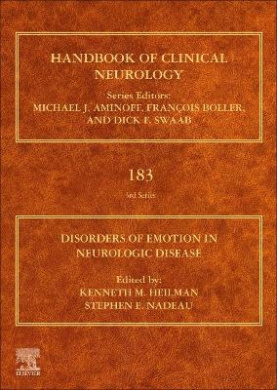 HANDBOOK OF CLINICAL
NEUROLOGY
Series Editors:
MICHAEL J. AMINOFF, FRANÇOIS BOLLER,
AND DICK F. SWAAB
183
3rd Series
DISORDERS OF EMOTION IN
NEUROLOGIC DISEASE
Edited by:
KENNETH M. HEILMAN
STEPHEN E. NADEAU